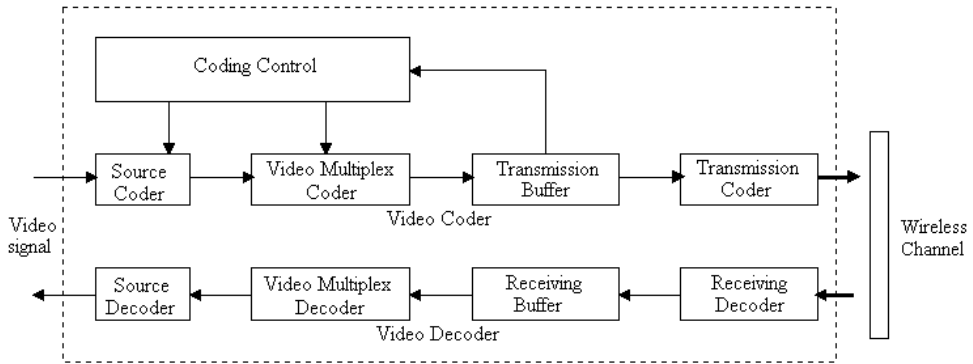 Coding Control
Source
Coder
Video Multiplex
Coder
Transmission
Buffer
Transmission
Coder
Video Coder
Video
signal
Wireless
Channel
Source
Decoder
Video Multiplex
Decoder
Receiving
Buffer
Receiving
Decoder
Video Decoder